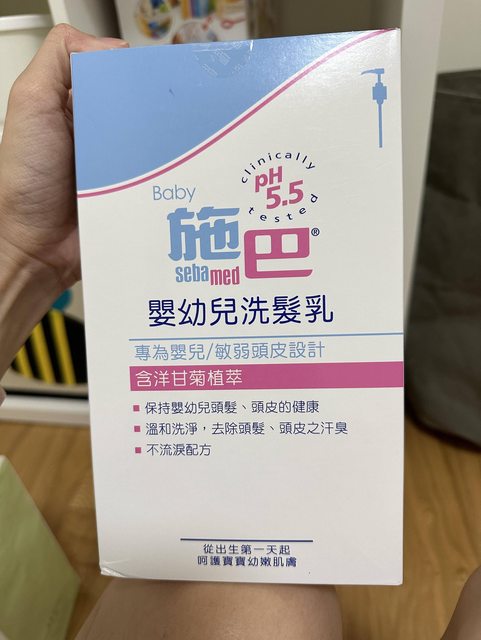 Baby
clinically
pH
5.5
tested
施巴®
sebamed
嬰幼兒洗髮乳
專為嬰兒/敏弱頭皮設計
含洋甘菊植萃
▪ 保持嬰幼兒頭髮、頭皮的健康
▪ 溫和洗淨，去除頭髮、頭皮之汗臭
▪ 不流淚配方
從出生第一天起
呵護寶寶幼嫩肌膚